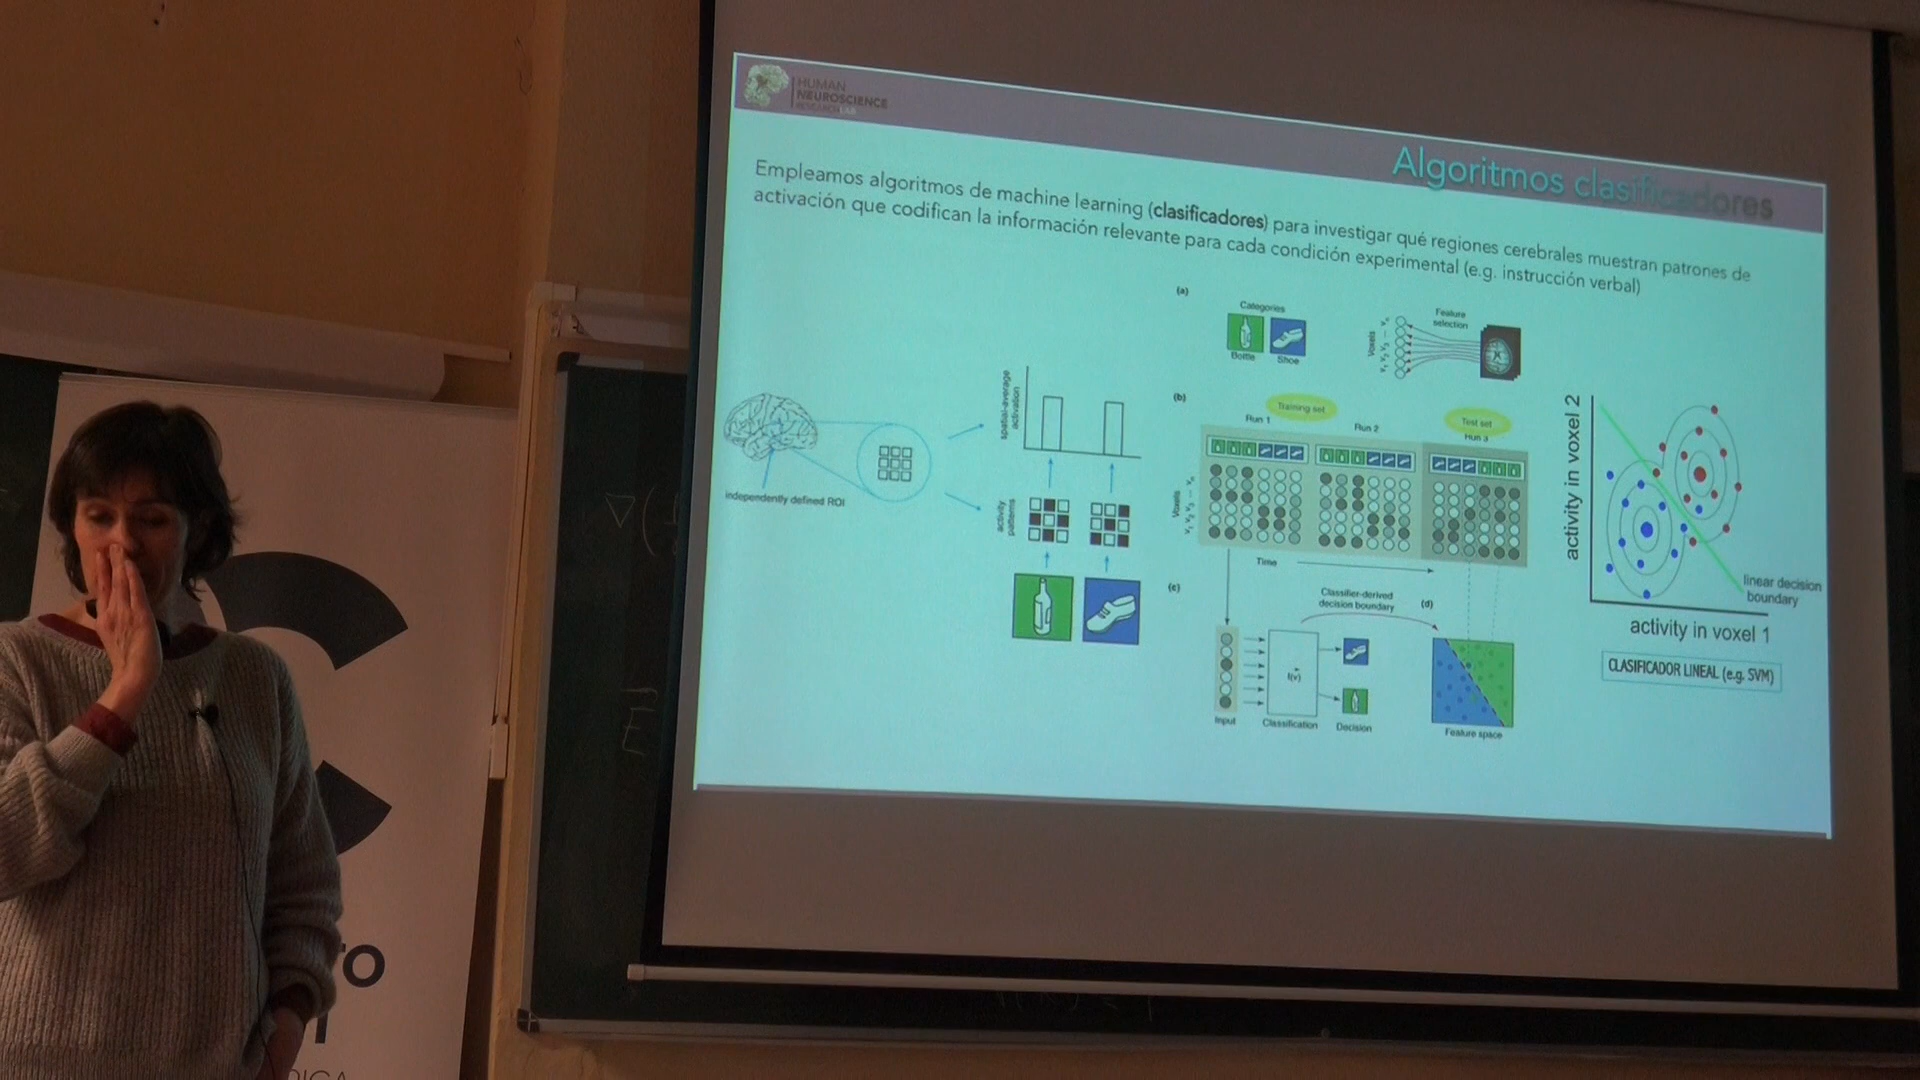 HUMAN
NEUROSCIENCE
RESEARCH LAB
Algoritmos clasificadores
Empleamos algoritmos de machine learning (clasificadores) para investigar qué regiones cerebrales muestran patrones de
activación que codifican la información relevante para cada condición experimental (e.g. instrucción verbal)
independently defined ROI
spatial-average
activation
activity
patterns
(a)
Categories
Bottle
Shoe
Feature
selection
Voxels
(b)
Training set
Test set
Run 1
Run 2
Run 3
Voxels
Time
(c)
Classifier-derived
decision boundary
(d)
f(v)
Input
Classification
Decision
Feature space
activity in voxel 2
linear decision
boundary
activity in voxel 1
CLASIFICADOR LINEAL (e.g. SVM)